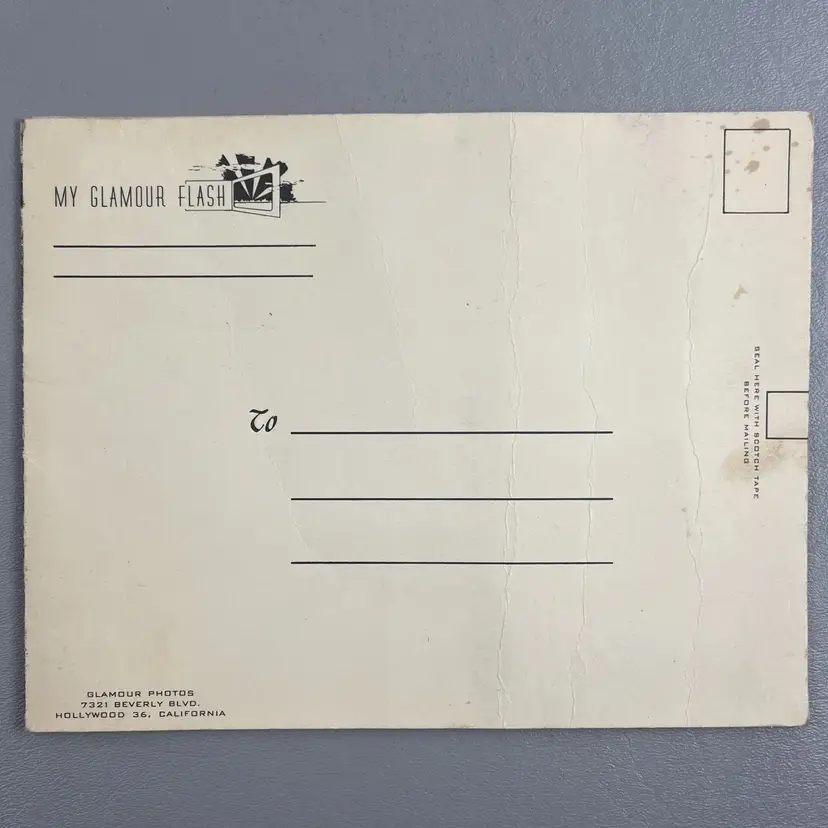 MY GLAMOUR FLASH
To
SEAL HERE WITH SCOTCH TAPE
BEFORE MAILING
GLAMOUR PHOTOS
7321 BEVERLY BLVD.
HOLLYWOOD 36, CALIFORNIA